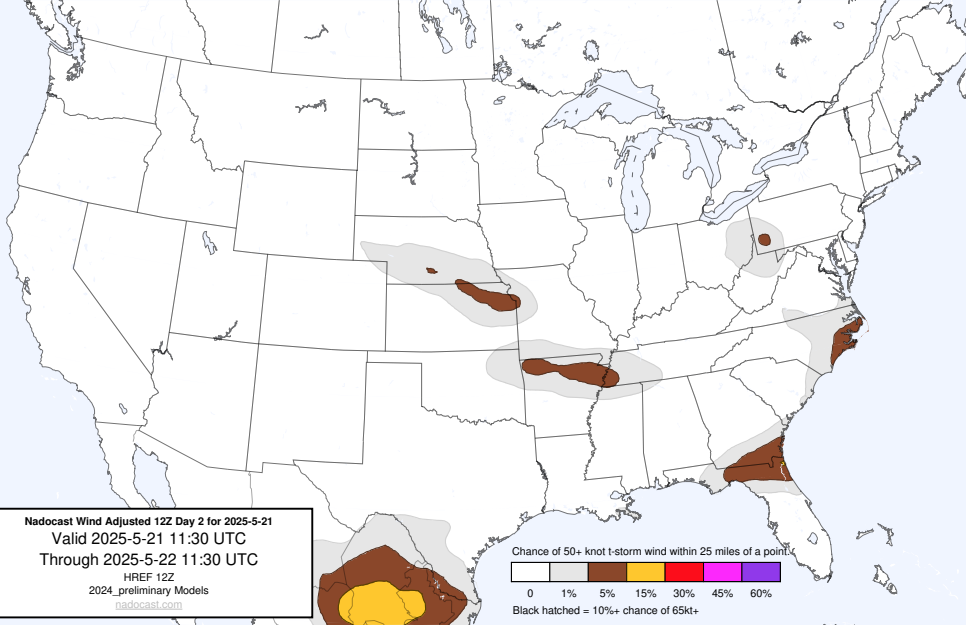 Nadocast Wind Adjusted 12Z Day 2 for 2025-5-21
Valid 2025-5-21 11:30 UTC
Through 2025-5-22 11:30 UTC
HREF 12Z
2024_preliminary Models
nadocast.com
Chance of 50+ knot t-storm wind within 25 miles of a point.
0 1% 5% 15% 30% 45% 60%
Black hatched = 10%+ chance of 65kt+